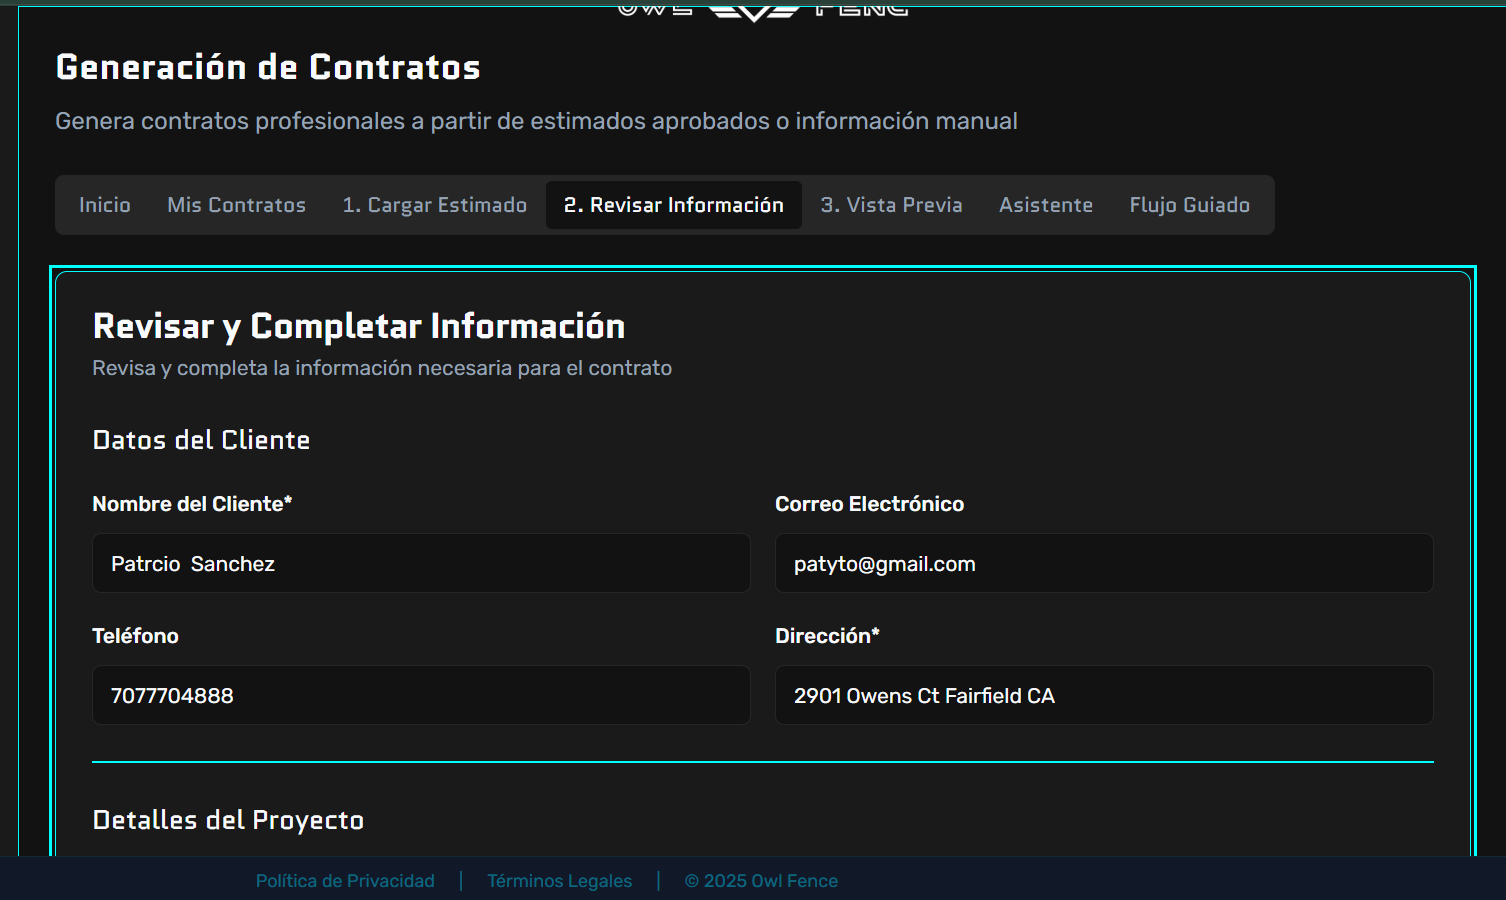 OWL FENC
Generación de Contratos
Genera contratos profesionales a partir de estimados aprobados o información manual
Inicio Mis Contratos 1. Cargar Estimado 2. Revisar Información 3. Vista Previa Asistente Flujo Guiado
Revisar y Completar Información
Revisa y completa la información necesaria para el contrato
Datos del Cliente
Nombre del Cliente* Correo Electrónico
Patrcio  Sanchez patyto@gmail.com
Teléfono Dirección*
7077704888 2901 Owens Ct Fairfield CA
Detalles del Proyecto
Política de Privacidad | Términos Legales | © 2025 Owl Fence